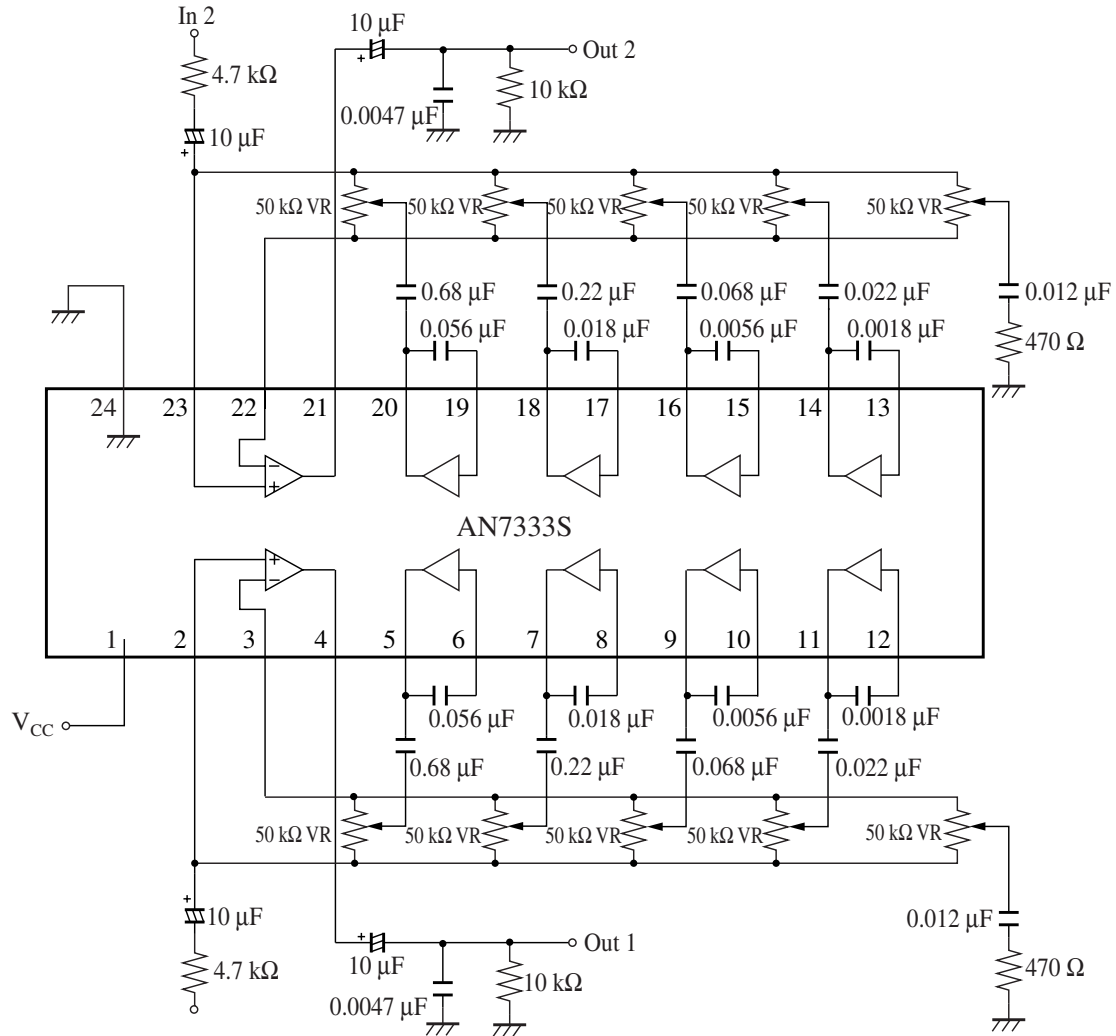 In 2
10 µF
+
Out 2
4.7 kΩ
0.0047 µF
10 kΩ
10 µF
+
50 kΩ VR
50 kΩ VR
50 kΩ VR
50 kΩ VR
50 kΩ VR
0.68 µF
0.22 µF
0.068 µF
0.022 µF
0.012 µF
0.056 µF
0.018 µF
0.0056 µF
0.0018 µF
470 Ω
24
23
22
21
20
19
18
17
16
15
14
13
−
+
AN7333S
+
−
1
2
3
4
5
6
7
8
9
10
11
12
VCC
0.056 µF
0.018 µF
0.0056 µF
0.0018 µF
0.68 µF
0.22 µF
0.068 µF
0.022 µF
50 kΩ VR
50 kΩ VR
50 kΩ VR
50 kΩ VR
50 kΩ VR
+
10 µF
0.012 µF
+
Out 1
10 µF
4.7 kΩ
0.0047 µF
10 kΩ
470 Ω